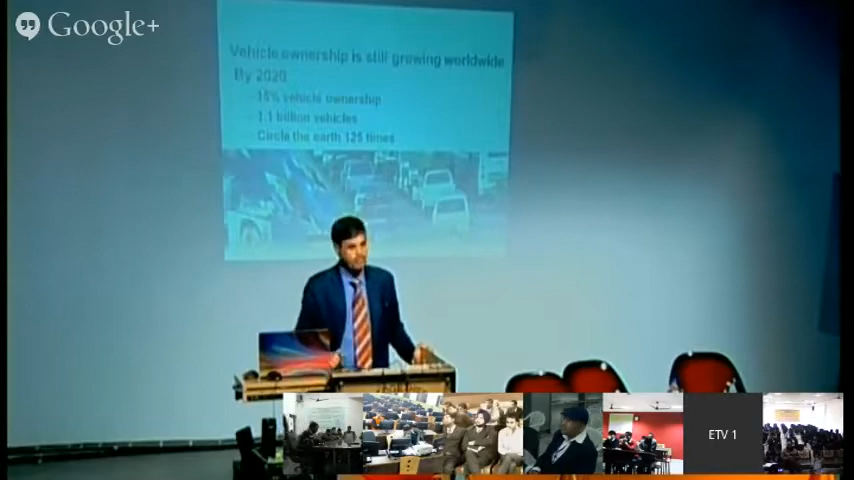 Google+
Vehicle ownership is still growing worldwide
By 2020
- 15% vehicle ownership
- 1.1 billion vehicles
- Circle the earth 125 times
ETV 1